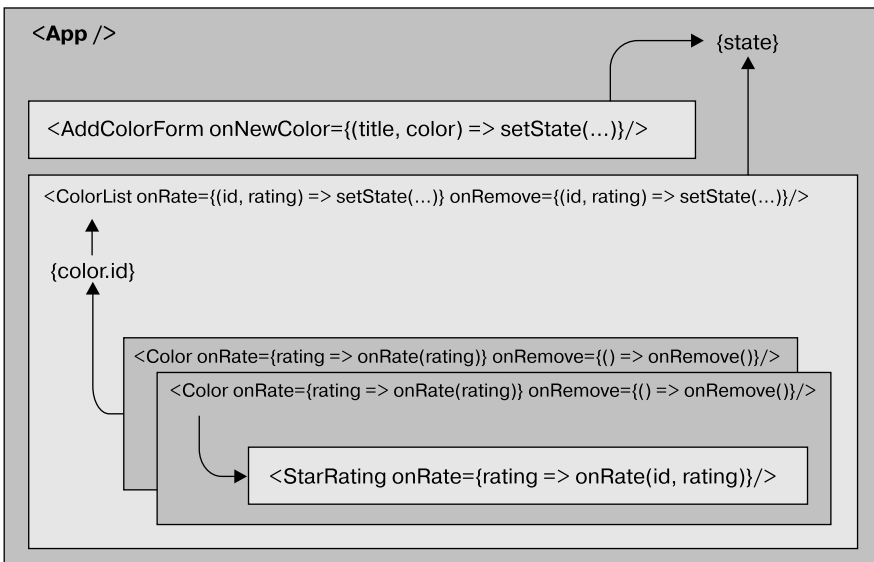 <App />
{state}
<AddColorForm onNewColor={(title, color) => setState(…)}/>
<ColorList onRate={(id, rating) => setState(…)} onRemove={(id, rating) => setState(…)}/>
{color.id}
<Color onRate={rating => onRate(rating)} onRemove={() => onRemove()}/>
<Color onRate={rating => onRate(rating)} onRemove={() => onRemove()}/>
<StarRating onRate={rating => onRate(id, rating)}/>